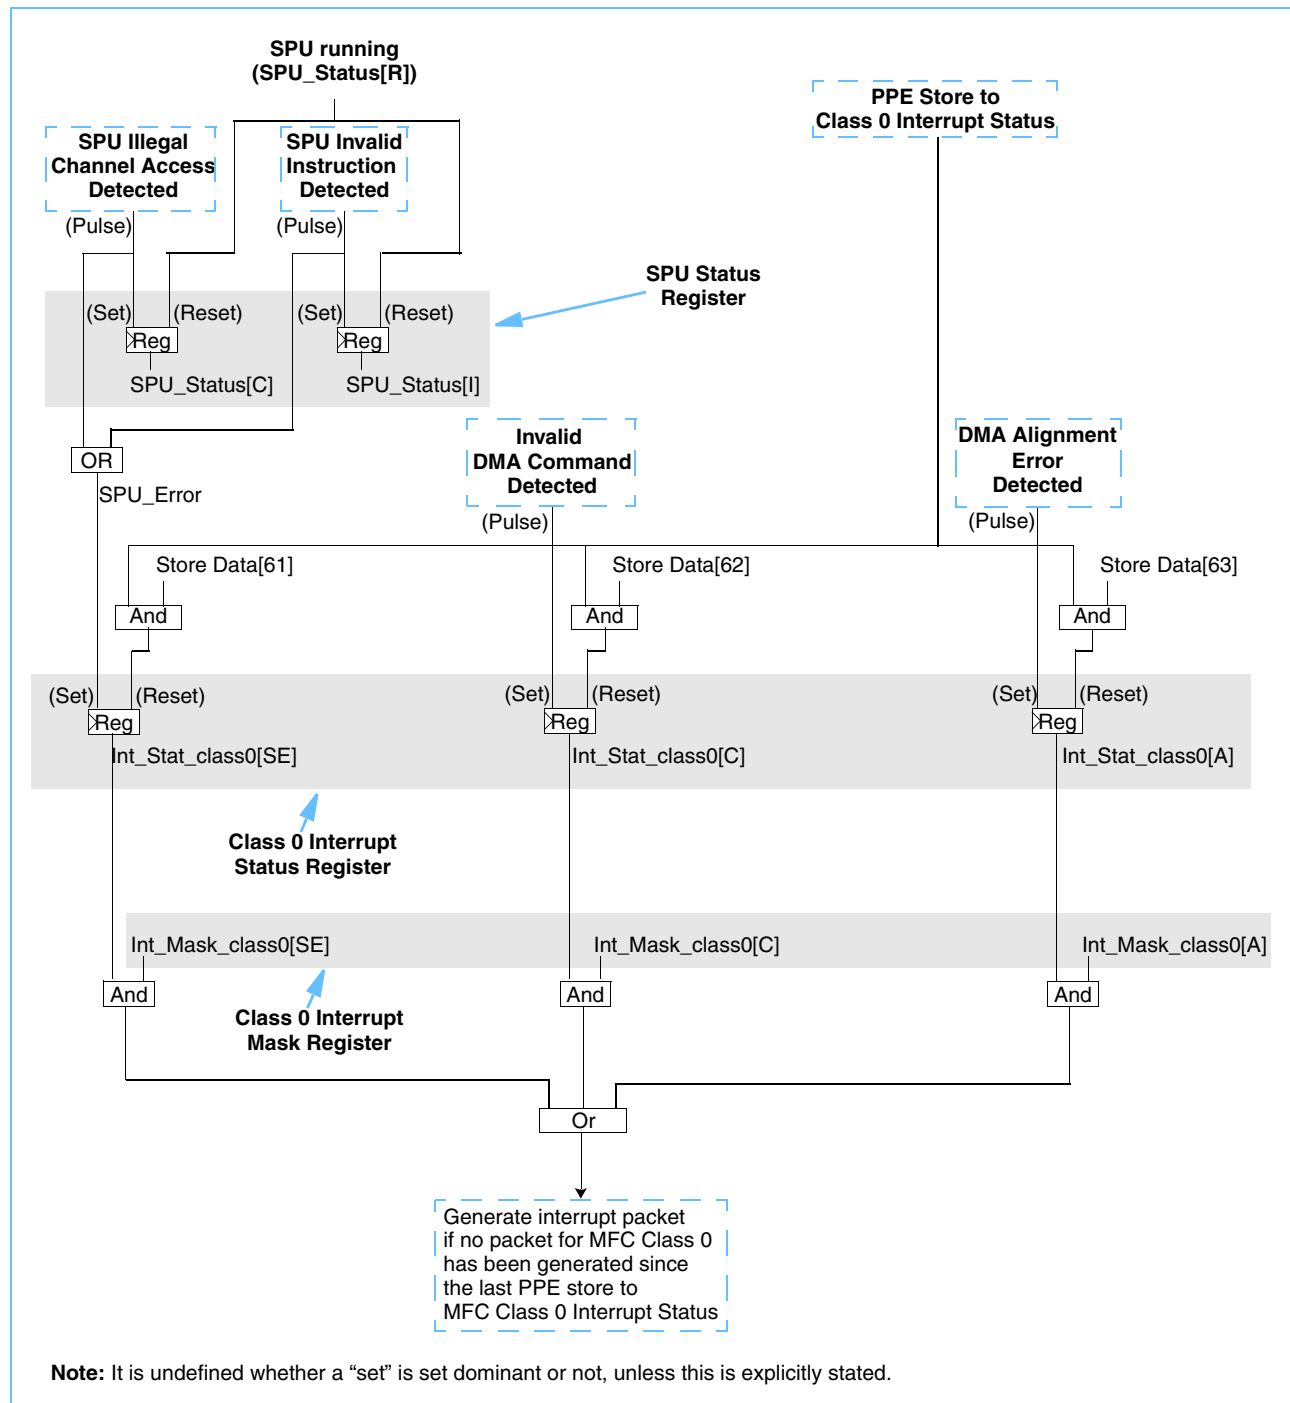 SPU running
(SPU_Status[R])
PPE Store to
Class 0 Interrupt Status
SPU Illegal
Channel Access
Detected
SPU Invalid
Instruction
Detected
(Pulse)
(Pulse)
SPU Status
Register
(Set)
(Reset)
(Set)
(Reset)
Reg
Reg
SPU_Status[C]
SPU_Status[I]
OR
SPU_Error
Invalid
DMA Command
Detected
DMA Alignment
Error
Detected
(Pulse)
(Pulse)
Store Data[61]
Store Data[62]
Store Data[63]
And
And
And
(Set)
(Reset)
(Set)
(Reset)
(Set)
(Reset)
Reg
Reg
Reg
Int_Stat_class0[SE]
Int_Stat_class0[C]
Int_Stat_class0[A]
Class 0 Interrupt
Status Register
Int_Mask_class0[SE]
Int_Mask_class0[C]
Int_Mask_class0[A]
And
And
And
Class 0 Interrupt
Mask Register
Or
Generate interrupt packet
if no packet for MFC Class 0
has been generated since
the last PPE store to
MFC Class 0 Interrupt Status
Note: It is undefined whether a “set” is set dominant or not, unless this is explicitly stated.